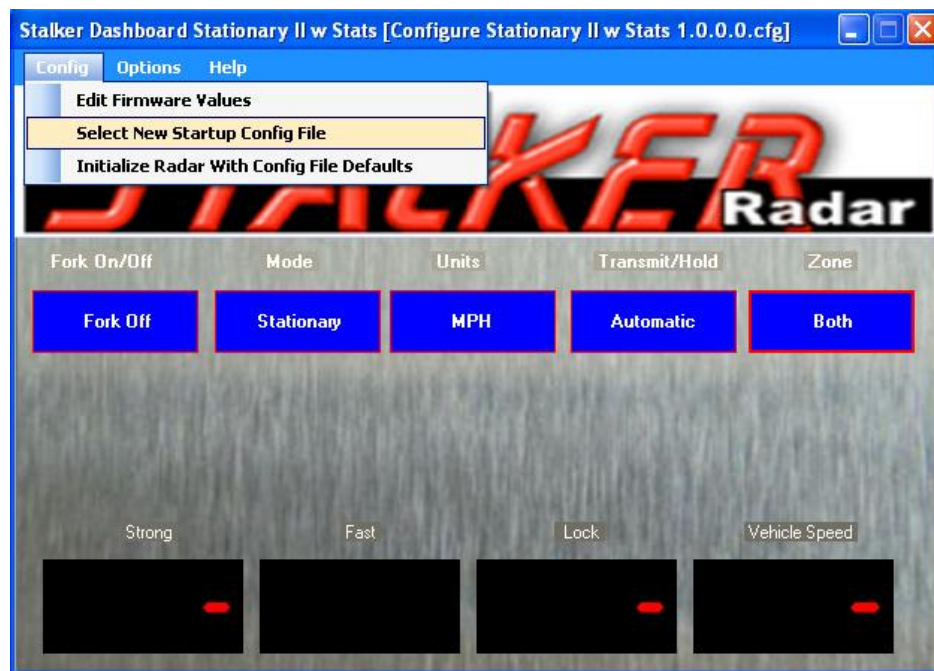 Stalker Dashboard Stationary II w Stats [Configure Stationary II w Stats 1.0.0.0.cfg]
Config Options Help
Edit Firmware Values
Select New Startup Config File
Initialize Radar With Config File Defaults
STALKER
Radar
Fork On/Off Mode Units Transmit/Hold Zone
Fork Off Stationary MPH Automatic Both
Strong Fast Lock Vehicle Speed
- - -